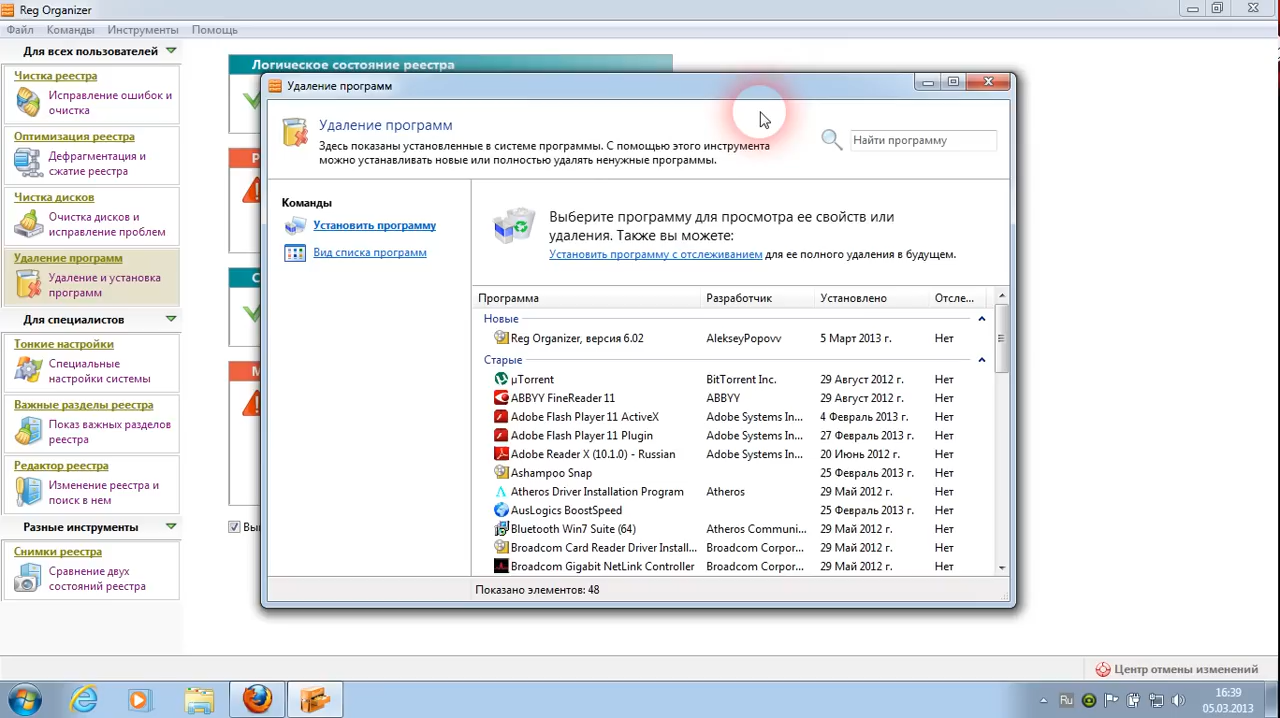 Reg Organizer
Файл Команды Инструменты Помощь
Для всех пользователей
Чистка реестра
Исправление ошибок и
очистка
Оптимизация реестра
Дефрагментация и
сжатие реестра
Чистка дисков
Очистка дисков и
исправление проблем
Удаление программ
Удаление и установка
программ
Для специалистов
Тонкие настройки
Специальные
настройки системы
Важные разделы реестра
Показ важных разделов
реестра
Редактор реестра
Изменение реестра и
поиск в нем
Разные инструменты
Снимки реестра
Сравнение двух
состояний реестра
Логическое состояние реестра
Удаление программ
Удаление программ
Здесь показаны установленные в системе программы. С помощью этого инструмента
можно устанавливать новые или полностью удалять ненужные программы.
Найти программу
Команды
Установить программу
Вид списка программ
Выберите программу для просмотра ее свойств или
удаления. Также вы можете:
Установить программу с отслеживанием для ее полного удаления в будущем.
Программа Разработчик Установлено Отсле...
Новые
Reg Organizer, версия 6.02 AlekseyPopovv 5 Март 2013 г. Нет
Старые
µTorrent BitTorrent Inc. 29 Август 2012 г. Нет
ABBYY FineReader 11 ABBYY 29 Август 2012 г. Нет
Adobe Flash Player 11 ActiveX Adobe Systems In... 4 Февраль 2013 г. Нет
Adobe Flash Player 11 Plugin Adobe Systems In... 27 Февраль 2013 г. Нет
Adobe Reader X (10.1.0) - Russian Adobe Systems In... 20 Июнь 2012 г. Нет
Ashampoo Snap 25 Февраль 2013 г. Нет
Atheros Driver Installation Program Atheros 29 Май 2012 г. Нет
AusLogics BoostSpeed 25 Февраль 2013 г. Нет
Bluetooth Win7 Suite (64) Atheros Communi... 29 Май 2012 г. Нет
Broadcom Card Reader Driver Install... Broadcom Corpor... 29 Май 2012 г. Нет
Broadcom Gigabit NetLink Controller Broadcom Corpor... 29 Май 2012 г. Нет
Показано элементов: 48
Центр отмены изменений
Ru
16:39
05.03.2013